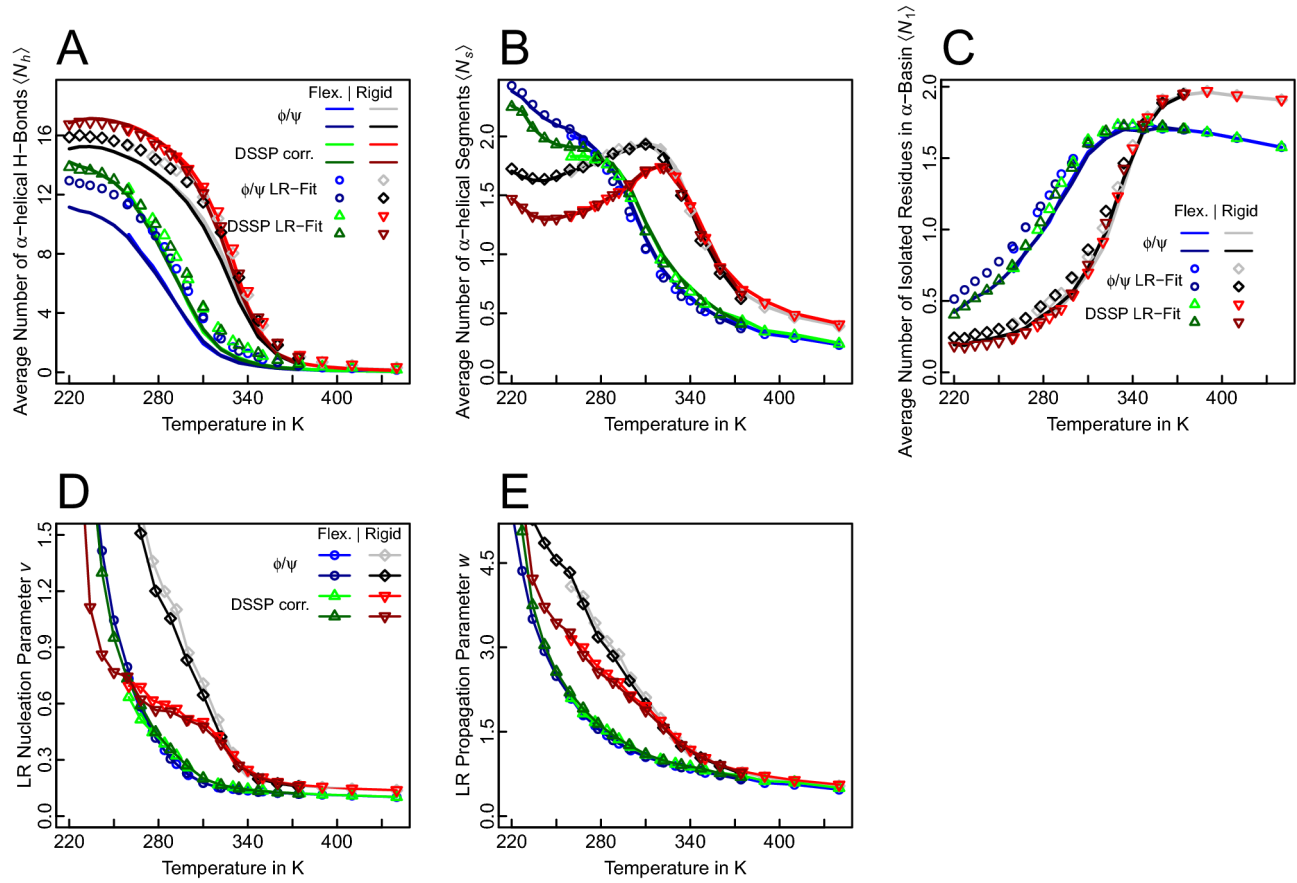 A
Average Number of α−helical H−Bonds ⟨Nh⟩
16
12
8
4
0
220 280 340 400
Temperature in K
Flex. | Rigid
ϕ/ψ
DSSP corr.
ϕ/ψ LR−Fit
DSSP LR−Fit
B
Average Number of α−helical Segments ⟨Ns⟩
2.0
1.5
1.0
0.5
0.0
220 280 340 400
Temperature in K
C
Average Number of Isolated Residues in α−Basin ⟨N1⟩
2.0
1.5
1.0
0.5
0.0
220 280 340 400
Temperature in K
Flex. | Rigid
ϕ/ψ
ϕ/ψ LR−Fit
DSSP LR−Fit
D
LR Nucleation Parameter v
1.5
1.2
0.9
0.6
0.3
0.0
220 280 340 400
Temperature in K
Flex. | Rigid
ϕ/ψ
DSSP corr.
E
LR Propagation Parameter w
4.5
3.0
1.5
0.0
220 280 340 400
Temperature in K